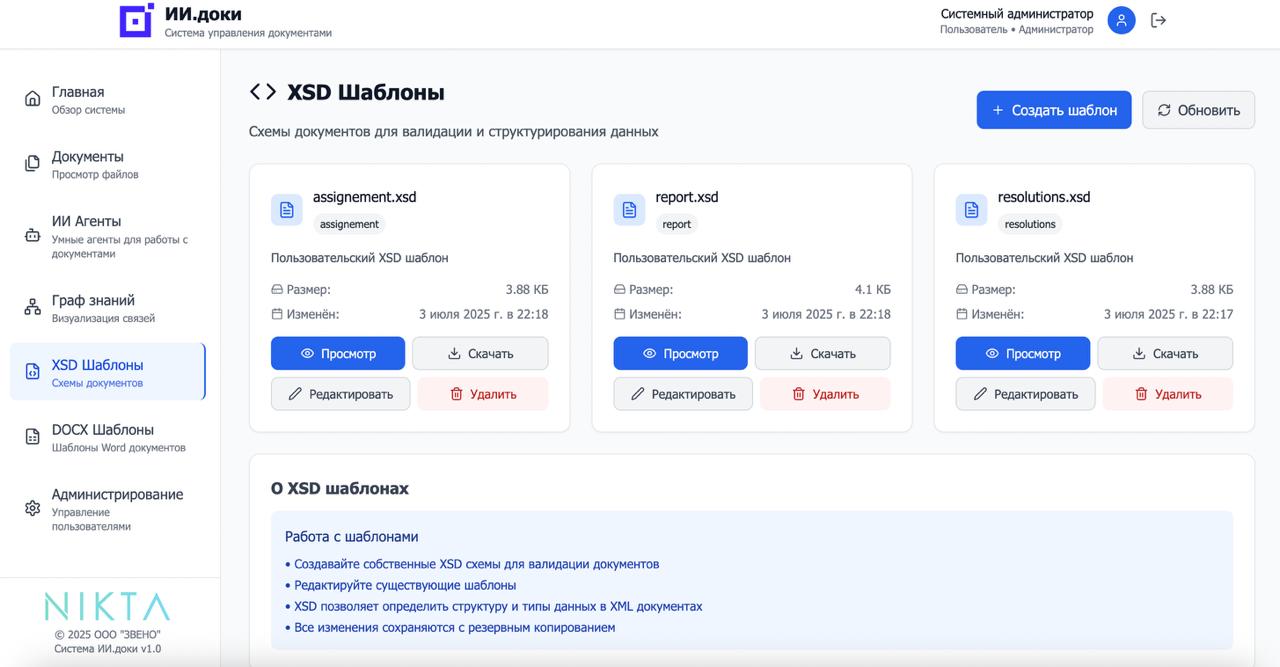 ИИ.доки
Система управления документами
Системный администратор
Пользователь • Администратор
Главная
Обзор системы
Документы
Просмотр файлов
ИИ Агенты
Умные агенты для работы с
документами
Граф знаний
Визуализация связей
XSD Шаблоны
Схемы документов
DOCX Шаблоны
Шаблоны Word документов
Администрирование
Управление
пользователями
NIKTA
© 2025 ООО "ЗВЕНО"
Система ИИ.доки v1.0
XSD Шаблоны
Схемы документов для валидации и структурирования данных
+ Создать шаблон
Обновить
assignement.xsd
assignement
Пользовательский XSD шаблон
Размер: 3.88 КБ
Изменён: 3 июля 2025 г. в 22:18
Просмотр
Скачать
Редактировать
Удалить
report.xsd
report
Пользовательский XSD шаблон
Размер: 4.1 КБ
Изменён: 3 июля 2025 г. в 22:18
Просмотр
Скачать
Редактировать
Удалить
resolutions.xsd
resolutions
Пользовательский XSD шаблон
Размер: 3.88 КБ
Изменён: 3 июля 2025 г. в 22:17
Просмотр
Скачать
Редактировать
Удалить
О XSD шаблонах
Работа с шаблонами
• Создавайте собственные XSD схемы для валидации документов
• Редактируйте существующие шаблоны
• XSD позволяет определить структуру и типы данных в XML документах
• Все изменения сохраняются с резервным копированием